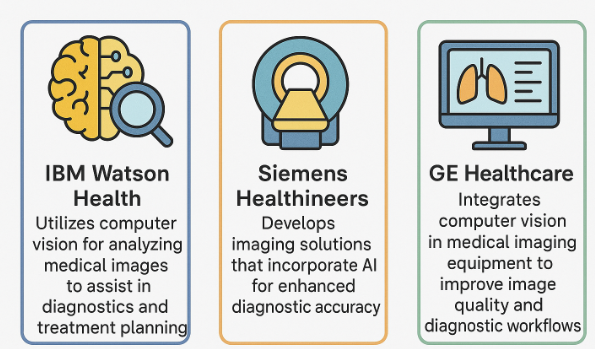 IBM Watson
Health
Utilizes computer
vision for analyzing
medical images
to assist in
diagnostics and
treatment planning
Siemens
Healthineers
Develops
imaging solutions
that incorporate AI
for enhanced
diagnostic accuracy
GE Healthcare
Integrates
computer vision
in medical imaging
equipment to
improve image
quality and
diagnostic workflows